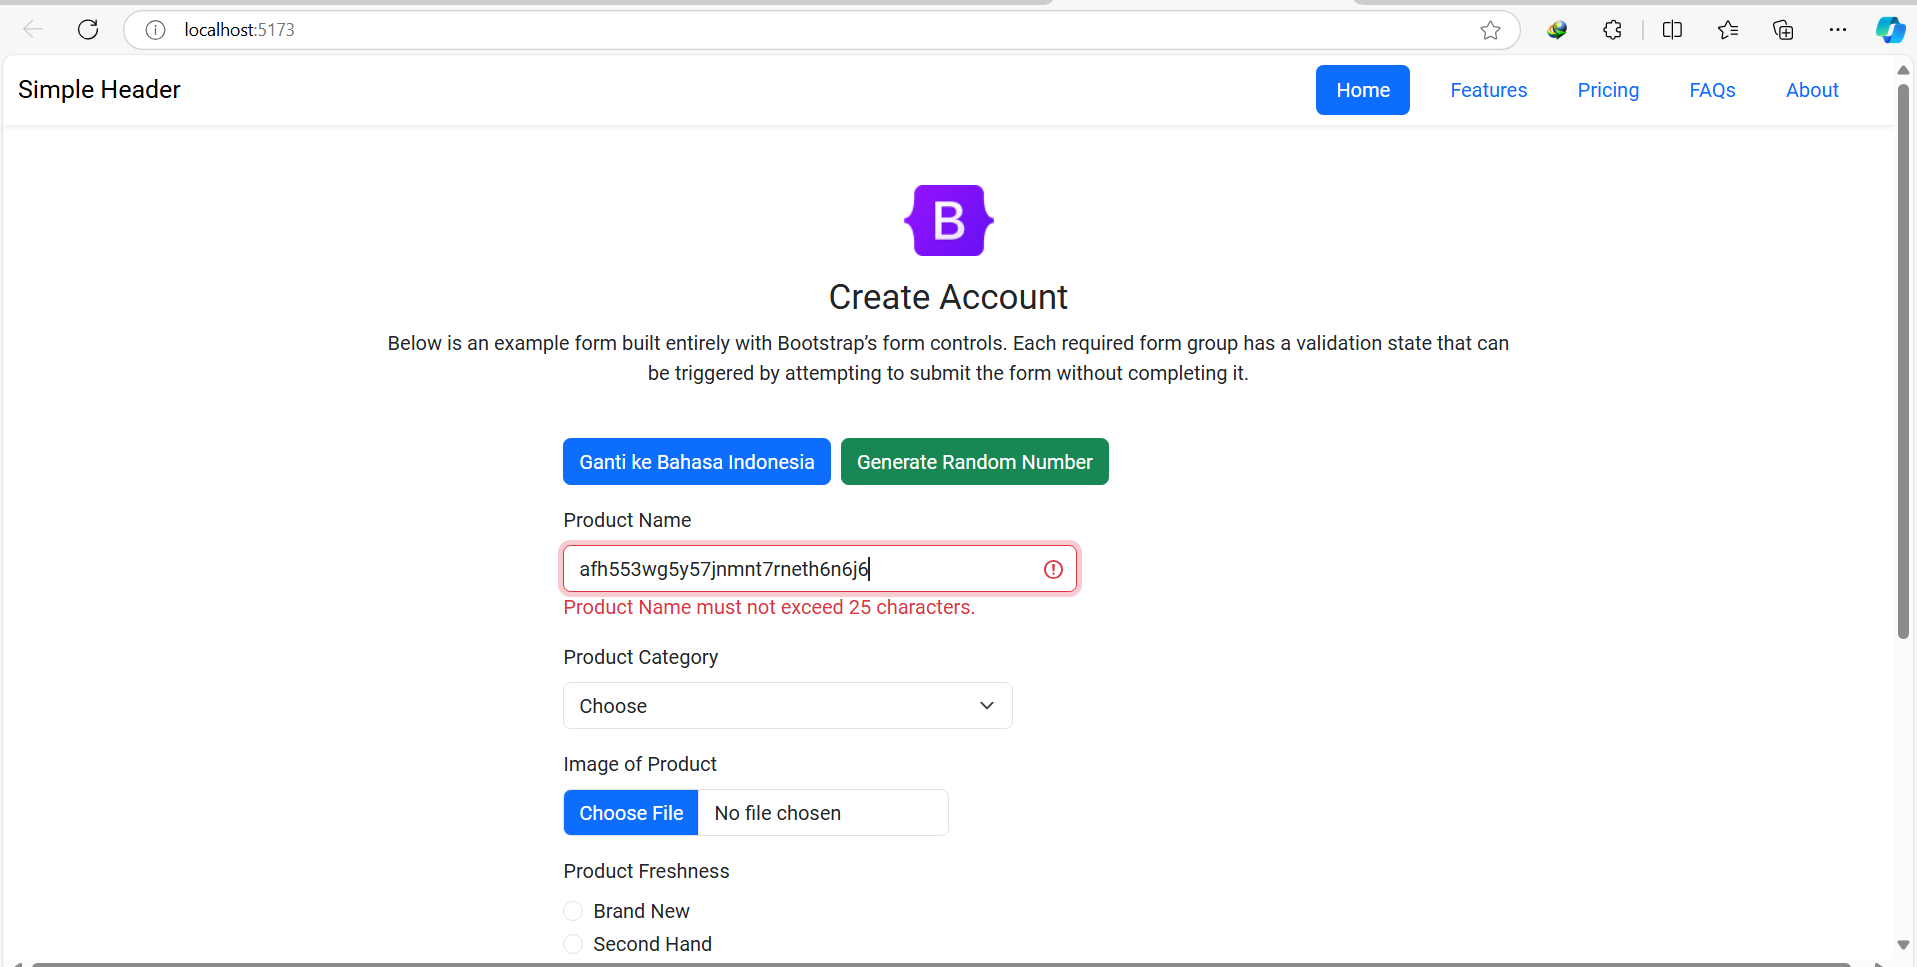 localhost:5173
Simple Header
Home Features Pricing FAQs About
B
Create Account
Below is an example form built entirely with Bootstrap’s form controls. Each required form group has a validation state that can
be triggered by attempting to submit the form without completing it.
Ganti ke Bahasa Indonesia Generate Random Number
Product Name
afh553wg5y57jnmnt7rneth6n6j6
Product Name must not exceed 25 characters.
Product Category
Choose
Image of Product
Choose File No file chosen
Product Freshness
Brand New
Second Hand